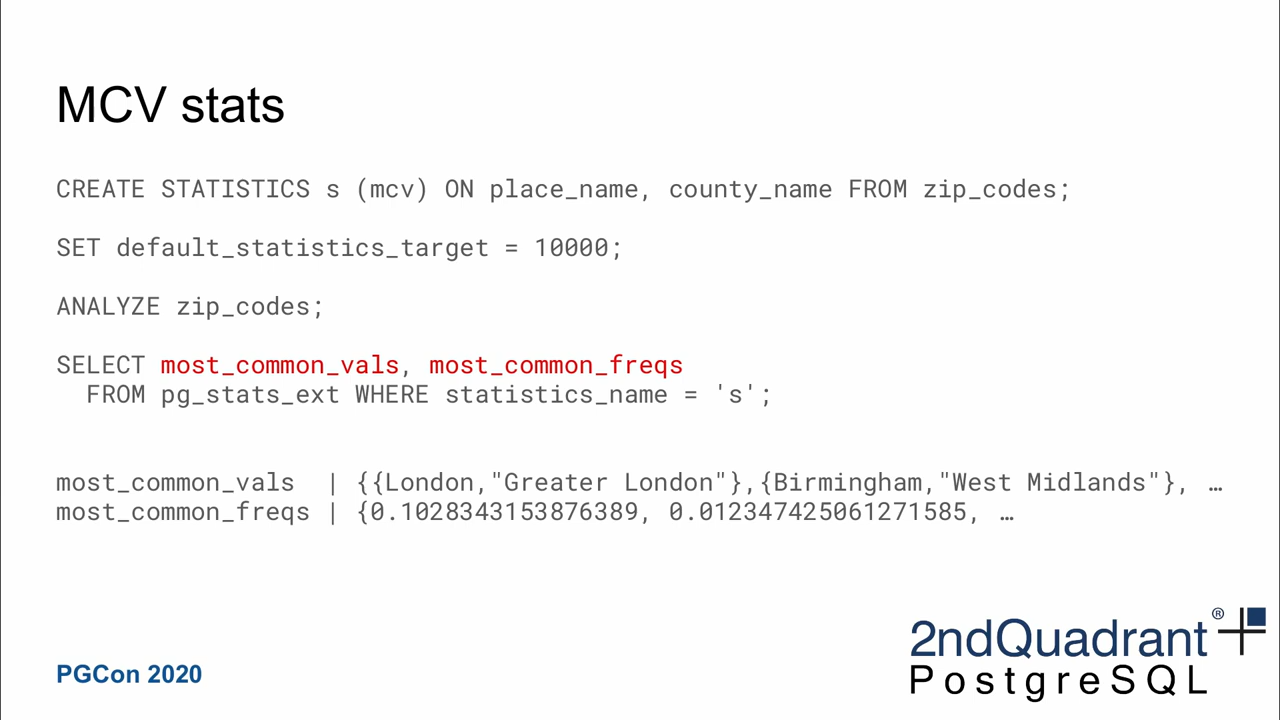 MCV stats
CREATE STATISTICS s (mcv) ON place_name, county_name FROM zip_codes;
SET default_statistics_target = 10000;
ANALYZE zip_codes;
SELECT most_common_vals, most_common_freqs
FROM pg_stats_ext WHERE statistics_name = 's';
most_common_vals | {{London,"Greater London"},{Birmingham,"West Midlands"}, …
most_common_freqs | {0.1028343153876389, 0.012347425061271585, …
2ndQuadrant®
PostgreSQL
PGCon 2020